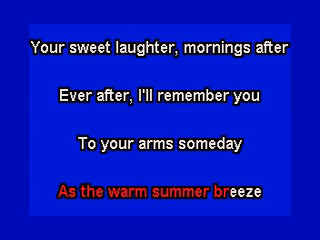 Your sweet laughter, mornings after
Ever after, I'll remember you
To your arms someday
As the warm summer breeze